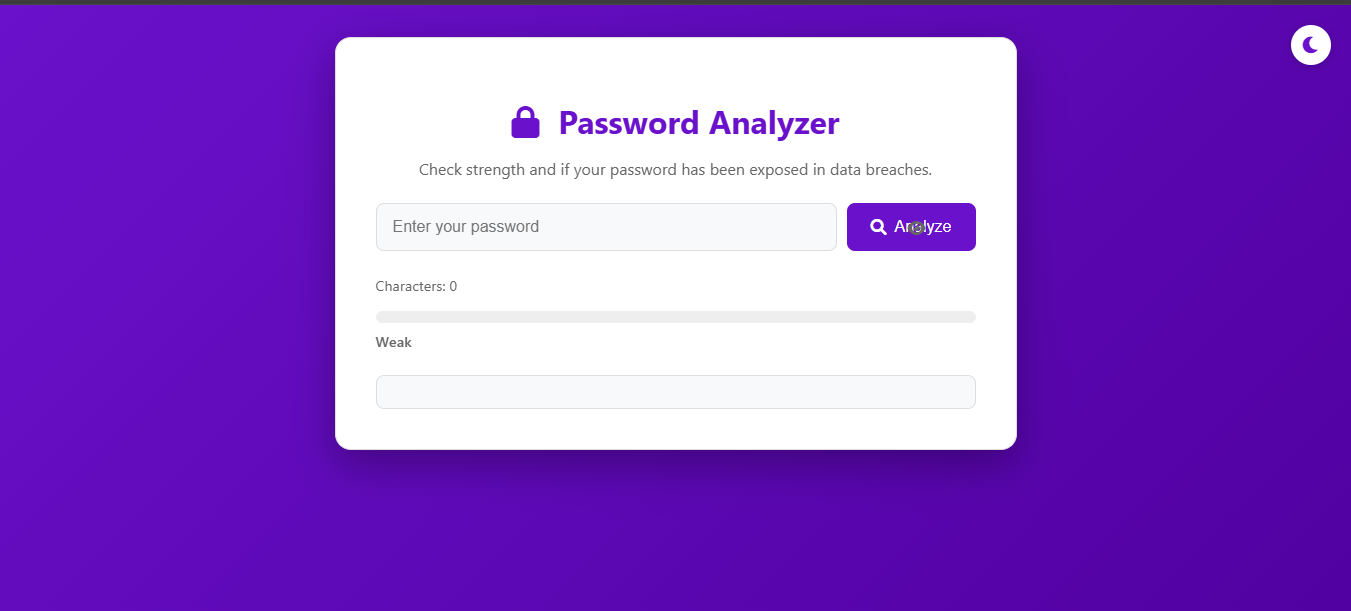 Password Analyzer
Check strength and if your password has been exposed in data breaches.
Enter your password
Analyze
Characters: 0
Weak